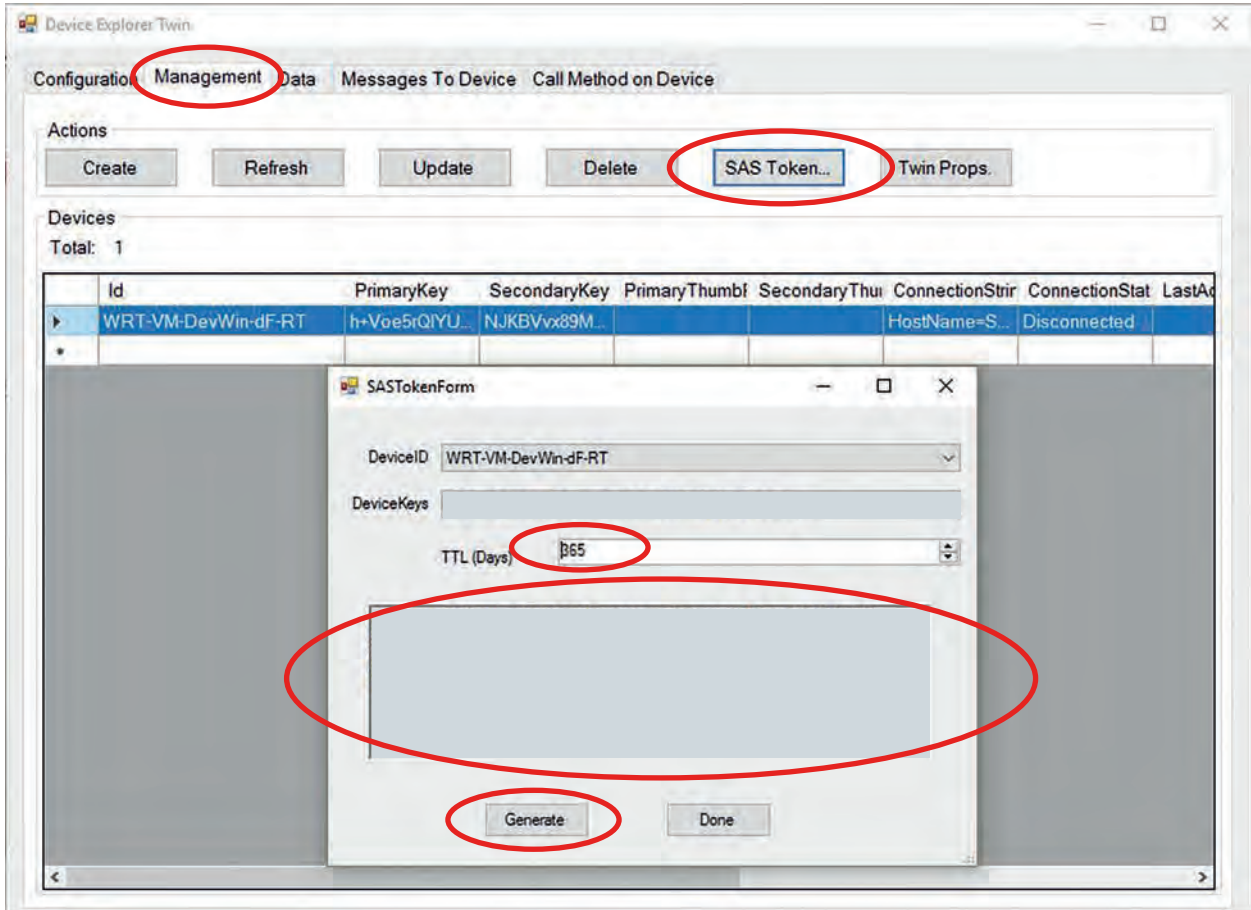 Device Explorer Twin
Configuration Management Data Messages To Device Call Method on Device
Actions
Create Refresh Update Delete SAS Token... Twin Props.
Devices
Total: 1
Id PrimaryKey SecondaryKey PrimaryThumbl SecondaryThui ConnectionStrir ConnectionStat LastAc
WRT-VM-DevWin-dF-RT h+Voe5rQIYU... NJKBVvx89M... HostName=S... Disconnected
SASTokenForm
DeviceID WRT-VM-DevWin-dF-RT
DeviceKeys
TTL (Days) 365
Generate Done